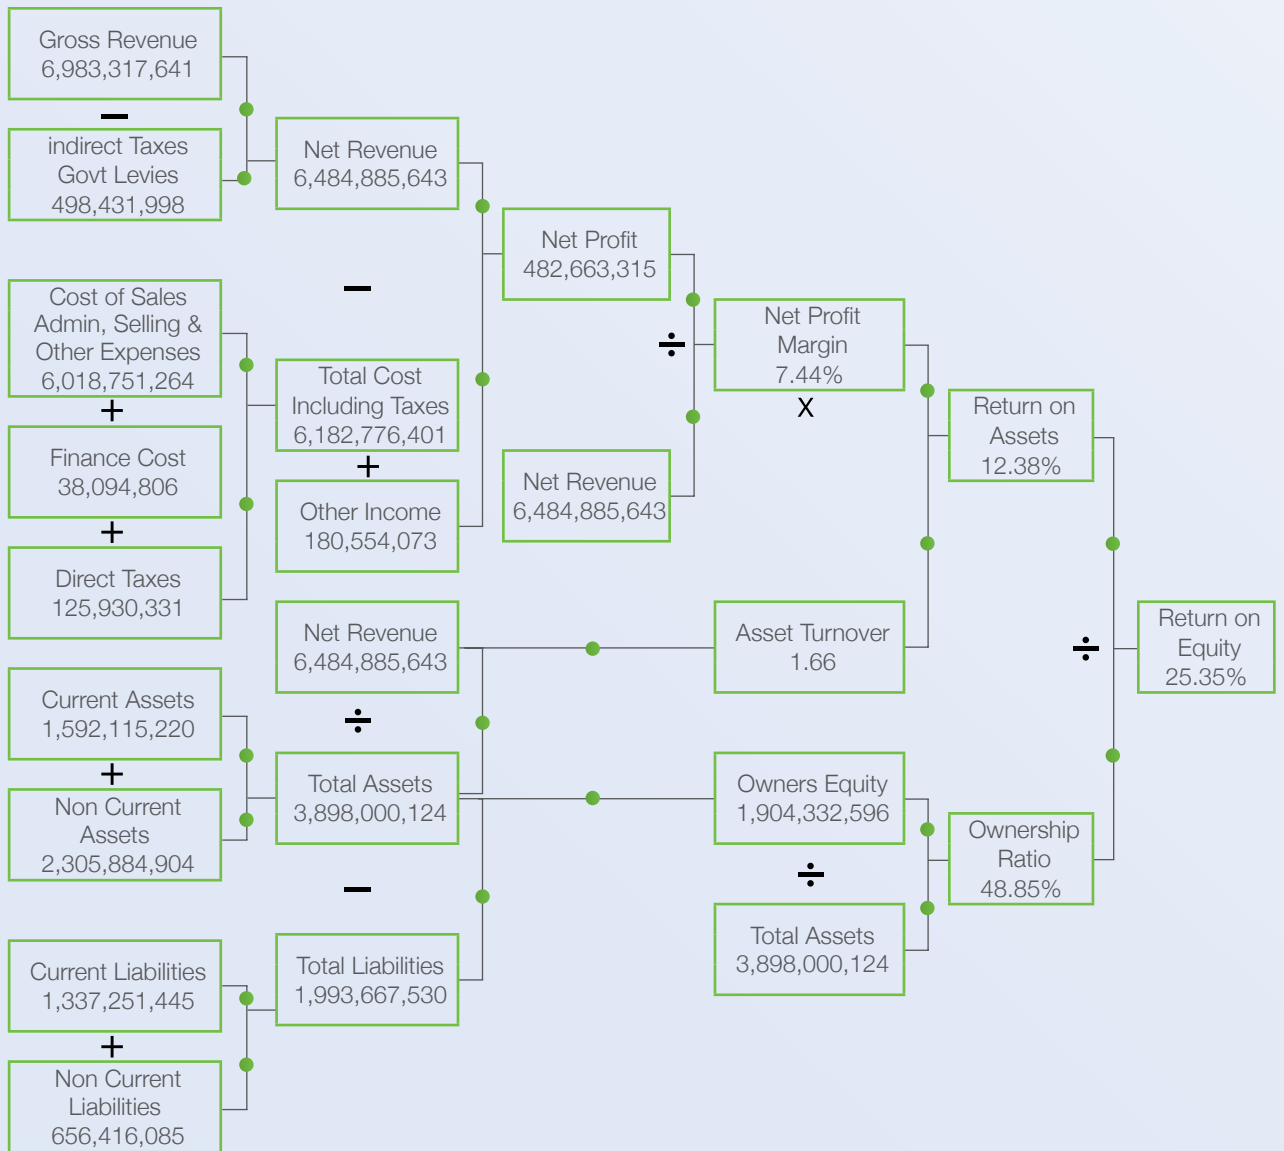 Gross Revenue
6,983,317,641
−
indirect Taxes
Govt Levies
498,431,998
Net Revenue
6,484,885,643
−
Cost of Sales
Admin, Selling &
Other Expenses
6,018,751,264
+
Finance Cost
38,094,806
+
Direct Taxes
125,930,331
Total Cost
Including Taxes
6,182,776,401
+
Other Income
180,554,073
Net Profit
482,663,315
÷
Net Revenue
6,484,885,643
Net Profit
Margin
7.44%
X
Return on
Assets
12.38%
Net Revenue
6,484,885,643
÷
Asset Turnover
1.66
÷
Return on
Equity
25.35%
Current Assets
1,592,115,220
+
Non Current
Assets
2,305,884,904
Total Assets
3,898,000,124
−
Owners Equity
1,904,332,596
÷
Total Assets
3,898,000,124
Ownership
Ratio
48.85%
Current Liabilities
1,337,251,445
+
Non Current
Liabilities
656,416,085
Total Liabilities
1,993,667,530